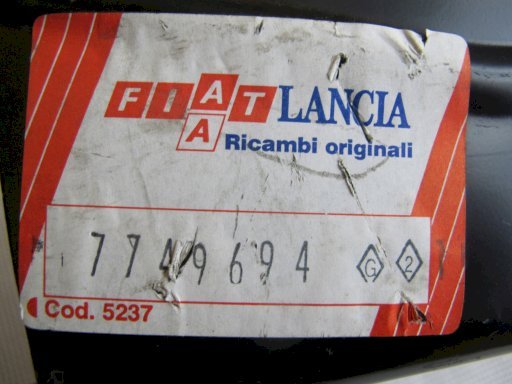 FIAT LANCIA
A
Ricambi originali
7749694 G 2
Cod. 5237